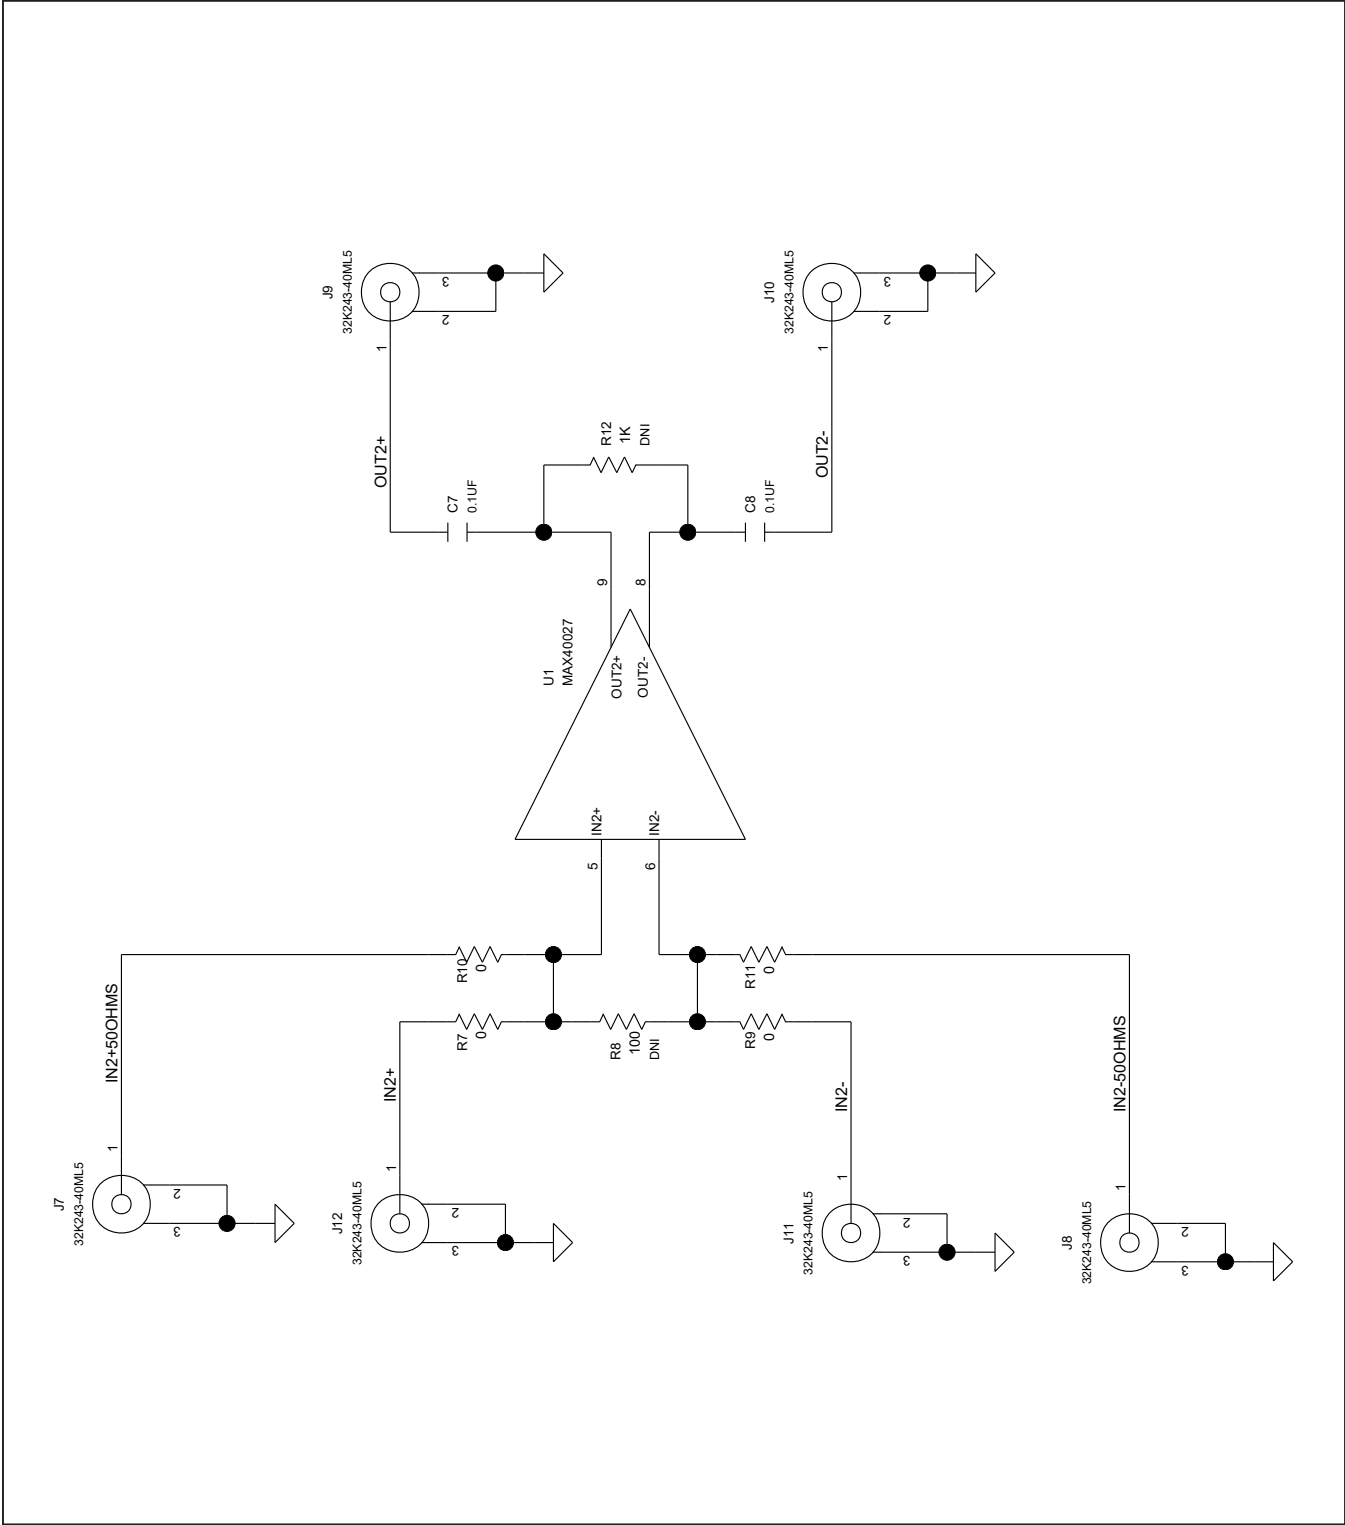 J7
32K243-40ML5
1
2
3
IN2+50OHMS
J12
32K243-40ML5
1
2
3
IN2+
J11
32K243-40ML5
1
2
3
IN2-
J8
32K243-40ML5
1
2
3
IN2-50OHMS
R10
0
R7
0
R8
100
DNI
R9
0
R11
0
5
6
IN2+
IN2-
U1
MAX40027
OUT2+
OUT2-
9
8
C7
0.1UF
R12
1K
DNI
C8
0.1UF
OUT2+
OUT2-
J9
32K243-40ML5
1
2
3
J10
32K243-40ML5
1
2
3